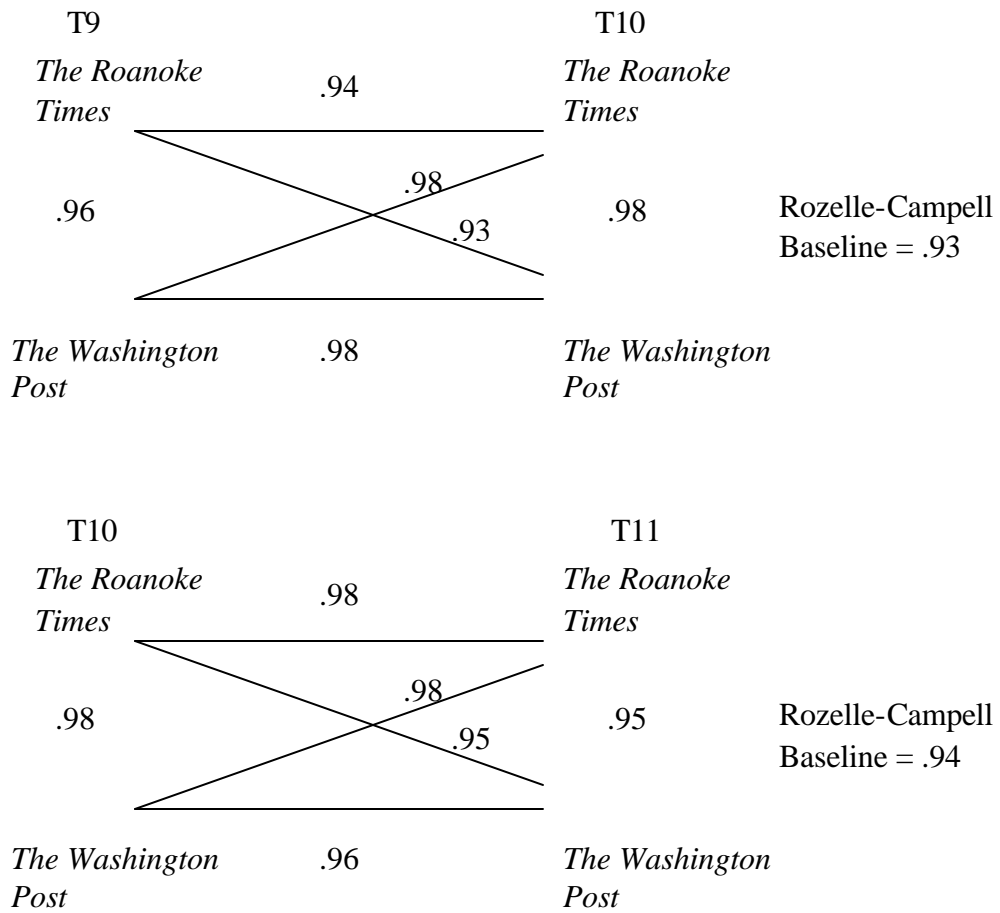 T9 T10
The Roanoke .94 The Roanoke
Times Times
.98
.96 .98 Rozelle-Campell
.93 Baseline = .93
The Washington .98 The Washington
Post Post
T10 T11
The Roanoke .98 The Roanoke
Times Times
.98
.98 .95 Rozelle-Campell
.95 Baseline = .94
The Washington .96 The Washington
Post Post